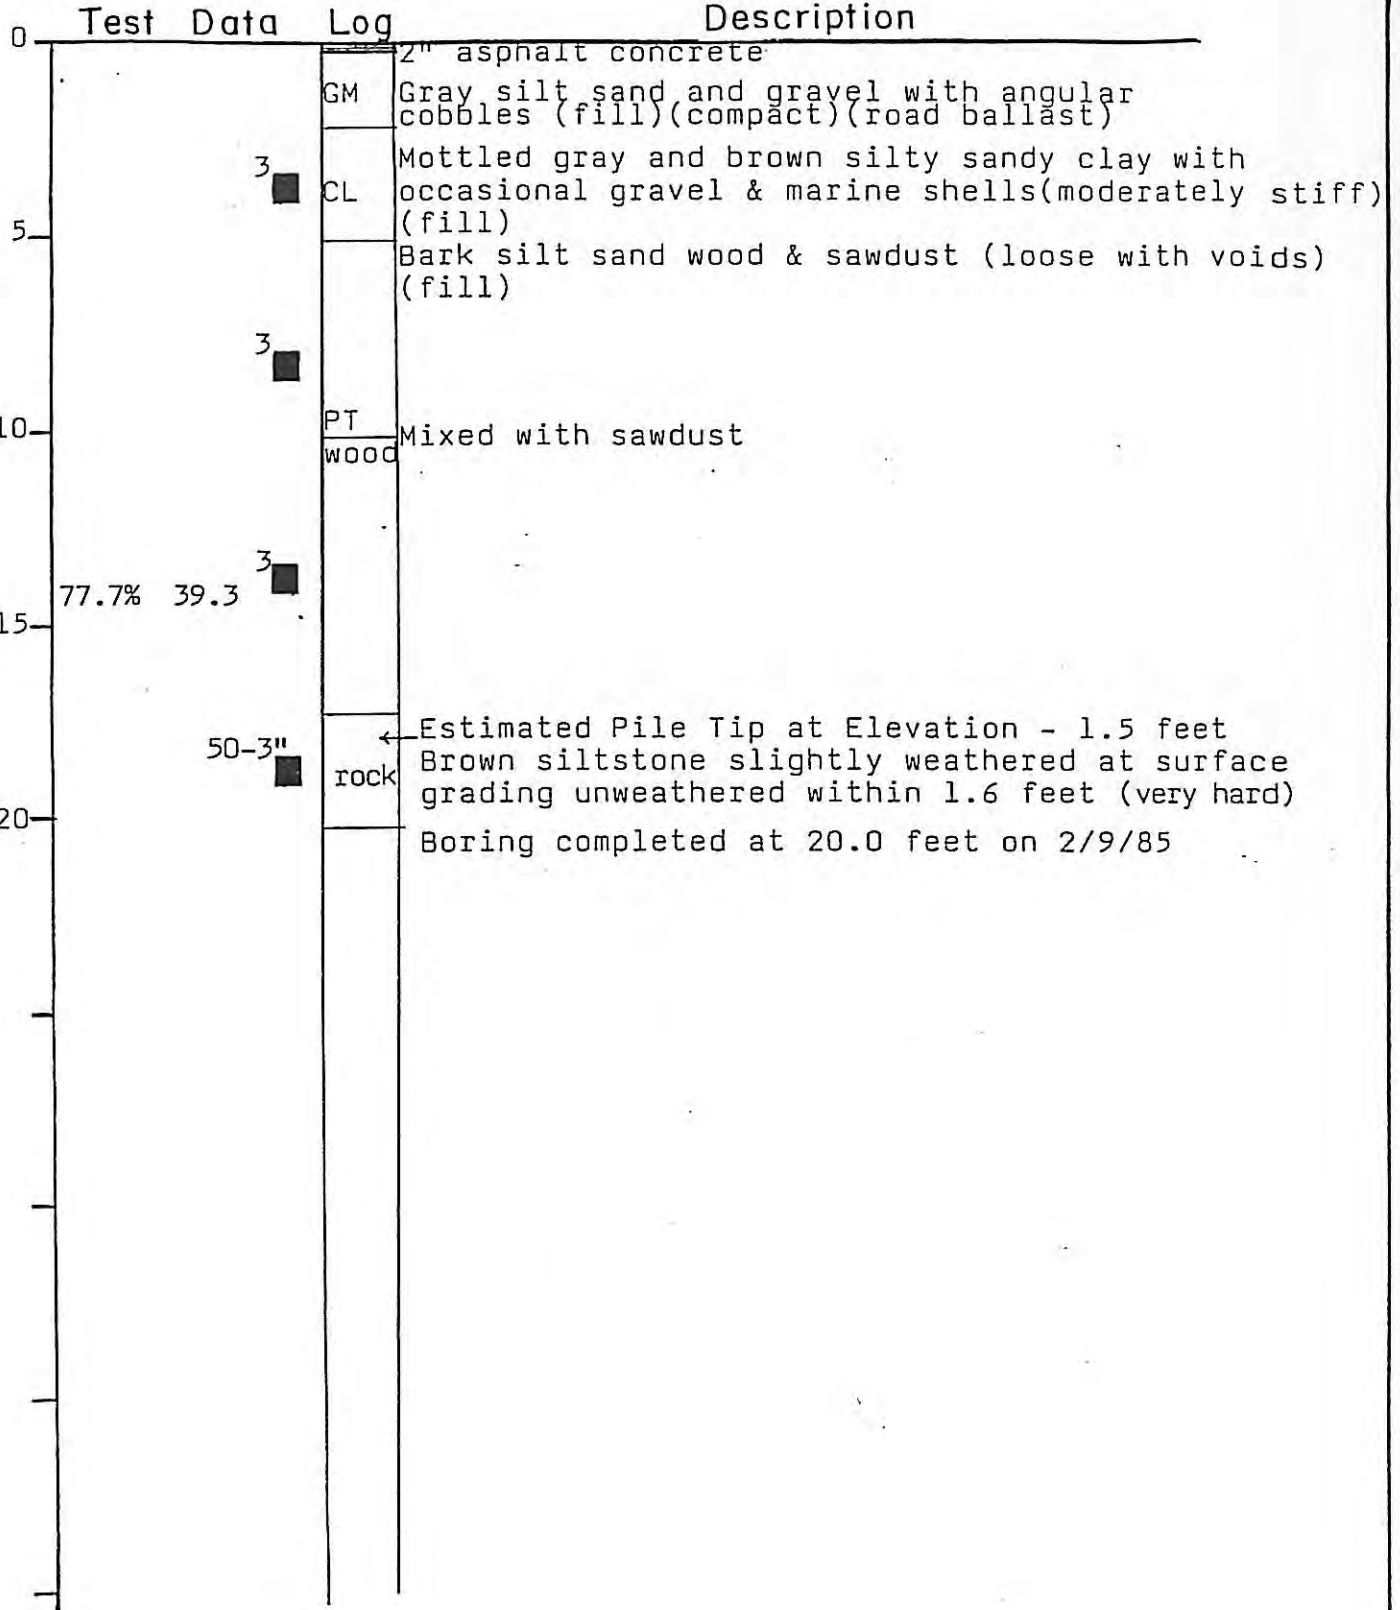 Test Data Log Description
0
2" asphalt concrete
GM Gray silt sand and gravel with angular
cobbles (fill)(compact)(road ballast)
3 Mottled gray and brown silty sandy clay with
CL occasional gravel & marine shells(moderately stiff)
(fill)
5
Bark silt sand wood & sawdust (loose with voids)
(fill)
3
PT
10 Mixed with sawdust
wood
3
77.7% 39.3
15
Estimated Pile Tip at Elevation - 1.5 feet
50-3" Brown siltstone slightly weathered at surface
rock grading unweathered within 1.6 feet (very hard)
20
Boring completed at 20.0 feet on 2/9/85